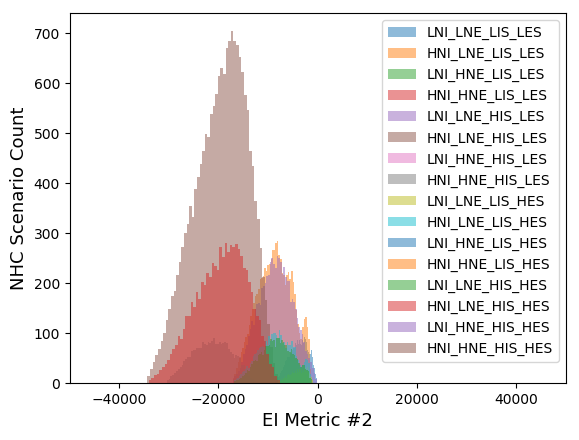 700
600
500
400
300
200
100
0
NHC Scenario Count
−40000 −20000 0 20000 40000
EI Metric #2
LNI_LNE_LIS_LES
HNI_LNE_LIS_LES
LNI_HNE_LIS_LES
HNI_HNE_LIS_LES
LNI_LNE_HIS_LES
HNI_LNE_HIS_LES
LNI_HNE_HIS_LES
HNI_HNE_HIS_LES
LNI_LNE_LIS_HES
HNI_LNE_LIS_HES
LNI_HNE_LIS_HES
HNI_HNE_LIS_HES
LNI_LNE_HIS_HES
HNI_LNE_HIS_HES
LNI_HNE_HIS_HES
HNI_HNE_HIS_HES